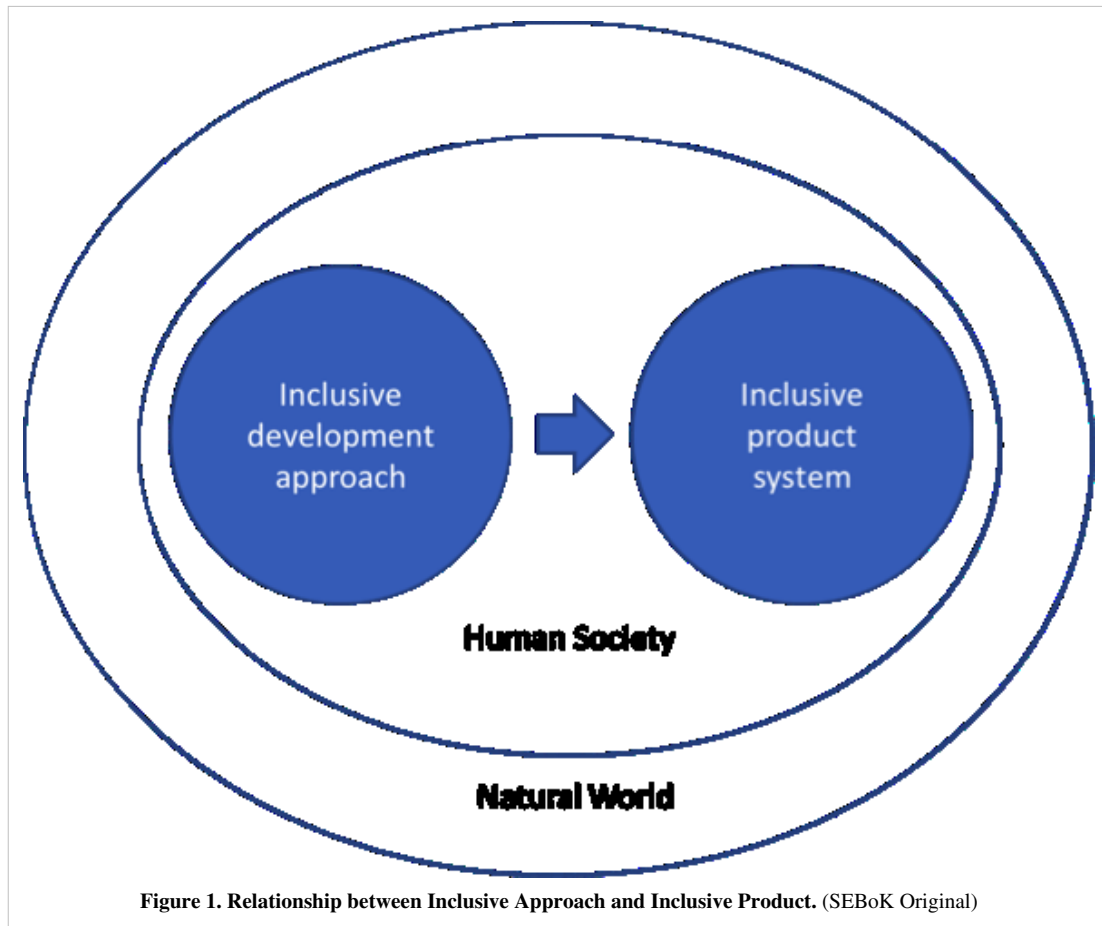 Inclusive
development
approach
Inclusive
product
system
Human Society
Natural World
Figure 1. Relationship between Inclusive Approach and Inclusive Product. (SEBoK Original)